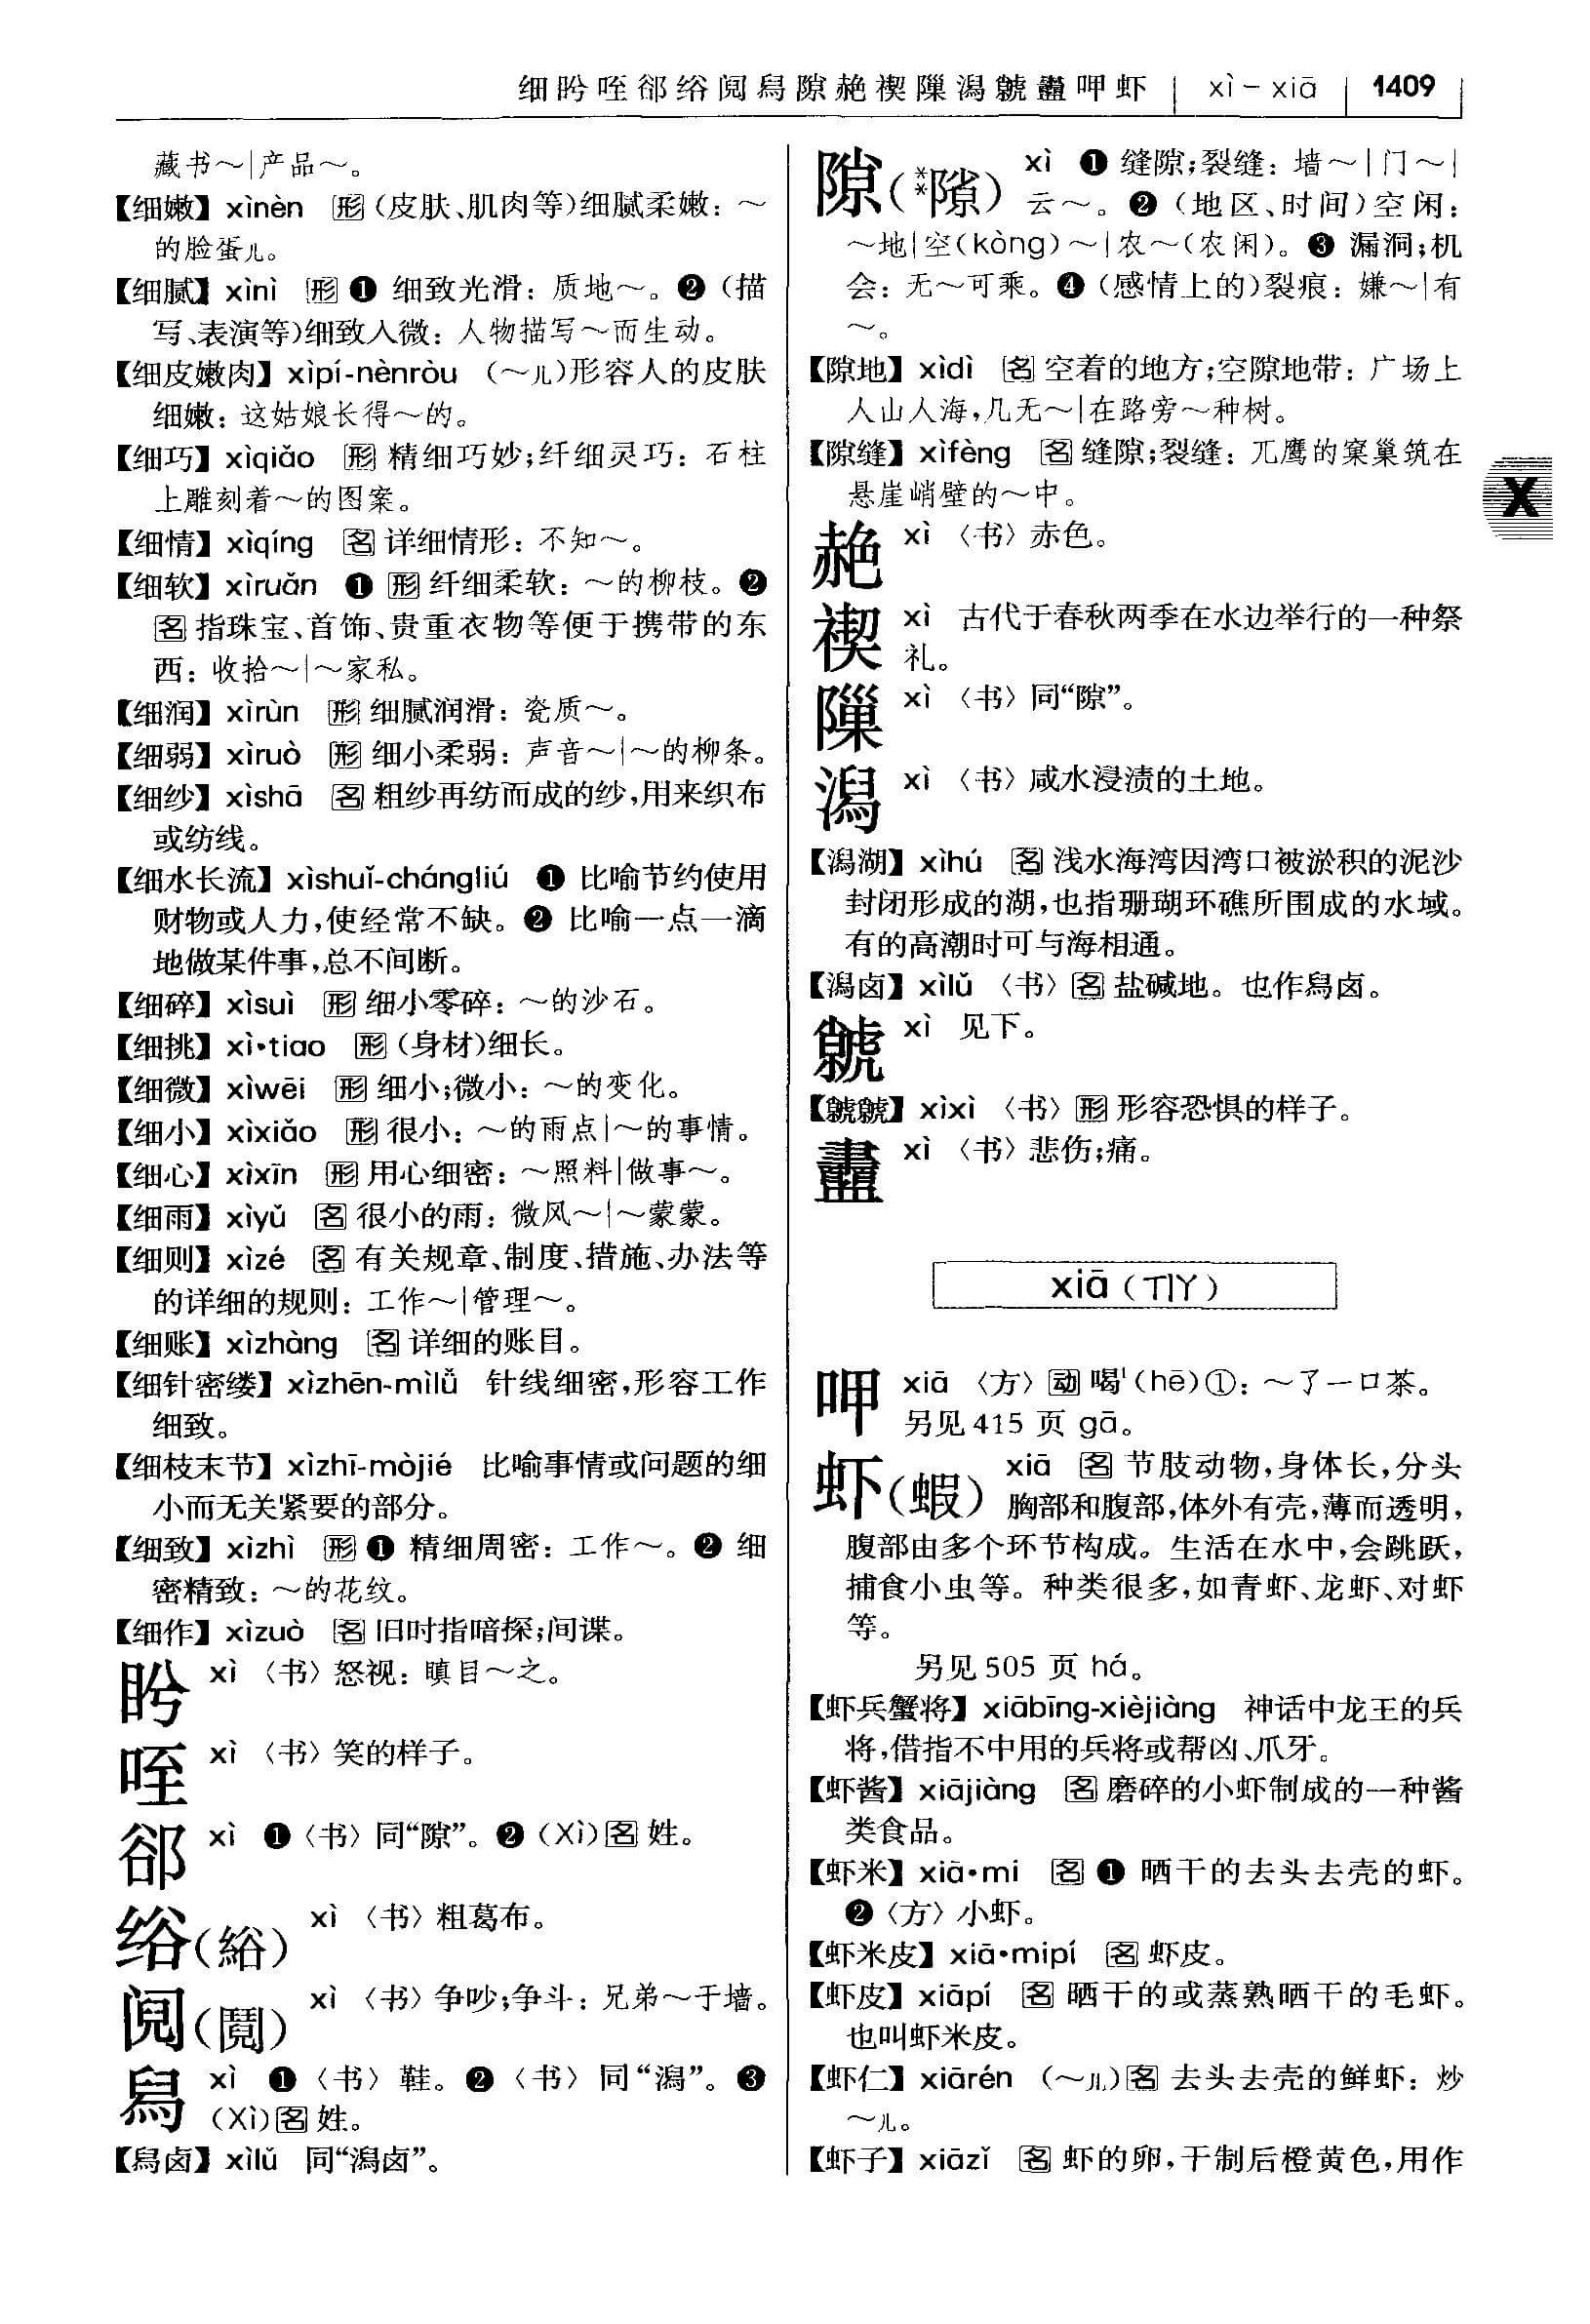 细盻咥郤绤阋舄隙赩禊隟潟虩衋呷虾 xì–xiā 1409
藏书～|产品～。
【细嫩】xìnèn 形(皮肤、肌肉等)细腻柔嫩：～
的脸蛋儿。
【细腻】xìnì 形❶ 细致光滑：质地～。❷(描
写、表演等)细致入微：人物描写～而生动。
【细皮嫩肉】xìpí-nènròu (～儿)形容人的皮肤
细嫩：这姑娘长得～的。
【细巧】xìqiǎo 形 精细巧妙;纤细灵巧：石柱
上雕刻着～的图案。
【细情】xìqíng 名 详细情形：不知～。
【细软】xìruǎn ❶ 形 纤细柔软：～的柳枝。❷
名 指珠宝、首饰、贵重衣物等便于携带的东
西：收拾～|～家私。
【细润】xìrùn 形 细腻润滑：瓷质～。
【细弱】xìruò 形 细小柔弱：声音～|～的柳条。
【细纱】xìshā 名 粗纱再纺而成的纱,用来织布
或纺线。
【细水长流】xìshuǐ-chángliú ❶ 比喻节约使用
财物或人力,使经常不缺。❷ 比喻一点一滴
地做某件事,总不间断。
【细碎】xìsuì 形 细小零碎：～的沙石。
【细挑】xì•tiao 形(身材)细长。
【细微】xìwēi 形 细小;微小：～的变化。
【细小】xìxiǎo 形 很小：～的雨点|～的事情。
【细心】xìxīn 形 用心细密：～照料|做事～。
【细雨】xìyǔ 名 很小的雨：微风～|～蒙蒙。
【细则】xìzé 名 有关规章、制度、措施、办法等
的详细的规则：工作～|管理～。
【细账】xìzhàng 名 详细的账目。
【细针密缕】xìzhēn-mìlǚ 针线细密,形容工作
细致。
【细枝末节】xìzhī-mòjié 比喻事情或问题的细
小而无关紧要的部分。
【细致】xìzhì 形❶ 精细周密：工作～。❷ 细
密精致：～的花纹。
【细作】xìzuò 名 旧时指暗探;间谍。
盻 xì〈书〉怒视：瞋目～之。
咥 xì〈书〉笑的样子。
郤 xì ❶〈书〉同“隙”。❷(Xì)名 姓。
绤(綌) xì〈书〉粗葛布。
阋(鬩) xì〈书〉争吵;争斗：兄弟～于墙。
舄 xì ❶〈书〉鞋。❷〈书〉同“潟”。❸
(Xì)名 姓。
【舄卤】xìlǔ 同“潟卤”。
隙(**隟) xì ❶ 缝隙;裂缝：墙～|门～|
云～。❷(地区、时间)空闲：
～地|空(kòng)～|农～(农闲)。❸ 漏洞;机
会：无～可乘。❹(感情上的)裂痕：嫌～|有
～。
【隙地】xìdì 名 空着的地方;空隙地带：广场上
人山人海,几无～|在路旁～种树。
【隙缝】xìfèng 名 缝隙;裂缝：兀鹰的窠巢筑在
悬崖峭壁的～中。
赩 xì〈书〉赤色。
禊 xì 古代于春秋两季在水边举行的一种祭
礼。
隟 xì〈书〉同“隙”。
潟 xì〈书〉咸水浸渍的土地。
【潟湖】xìhú 名 浅水海湾因湾口被淤积的泥沙
封闭形成的湖,也指珊瑚环礁所围成的水域。
有的高潮时可与海相通。
【潟卤】xìlǔ〈书〉名 盐碱地。也作舄卤。
虩 xì 见下。
【虩虩】xìxì〈书〉形 形容恐惧的样子。
衋 xì〈书〉悲伤;痛。
xiā(ㄒㄧㄚ)
呷 xiā〈方〉动 喝¹(hē)①：～了一口茶。
另见 415 页 gā。
虾(蝦) xiā 名 节肢动物,身体长,分头
胸部和腹部,体外有壳,薄而透明,
腹部由多个环节构成。生活在水中,会跳跃,
捕食小虫等。种类很多,如青虾、龙虾、对虾
等。
另见 505 页 há。
【虾兵蟹将】xiābīng-xièjiàng 神话中龙王的兵
将,借指不中用的兵将或帮凶、爪牙。
【虾酱】xiājiàng 名 磨碎的小虾制成的一种酱
类食品。
【虾米】xiā•mi 名❶ 晒干的去头去壳的虾。
❷〈方〉小虾。
【虾米皮】xiā•mipí 名 虾皮。
【虾皮】xiāpí 名 晒干的或蒸熟晒干的毛虾。
也叫虾米皮。
【虾仁】xiārén (～儿)名 去头去壳的鲜虾：炒
～儿。
【虾子】xiāzǐ 名 虾的卵,干制后橙黄色,用作
X